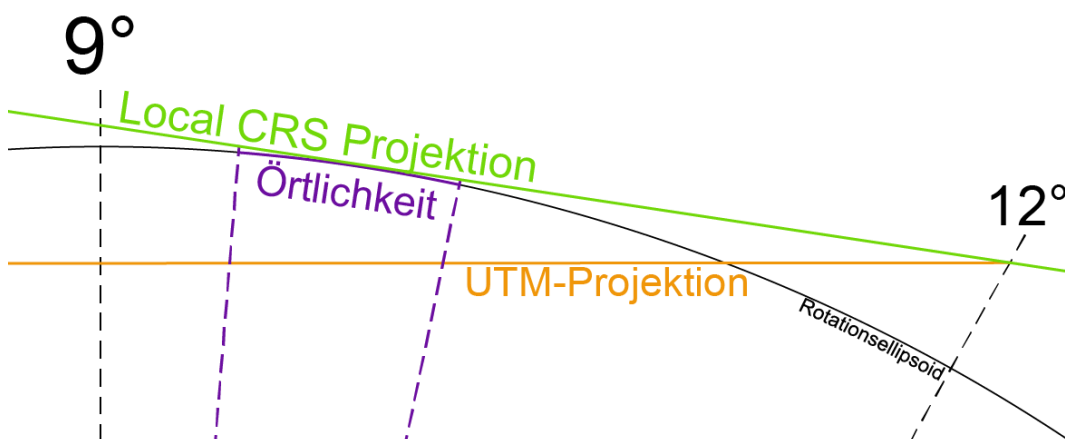 9°
Local CRS Projektion
Örtlichkeit
12°
UTM-Projektion
Rotationsellipsoid